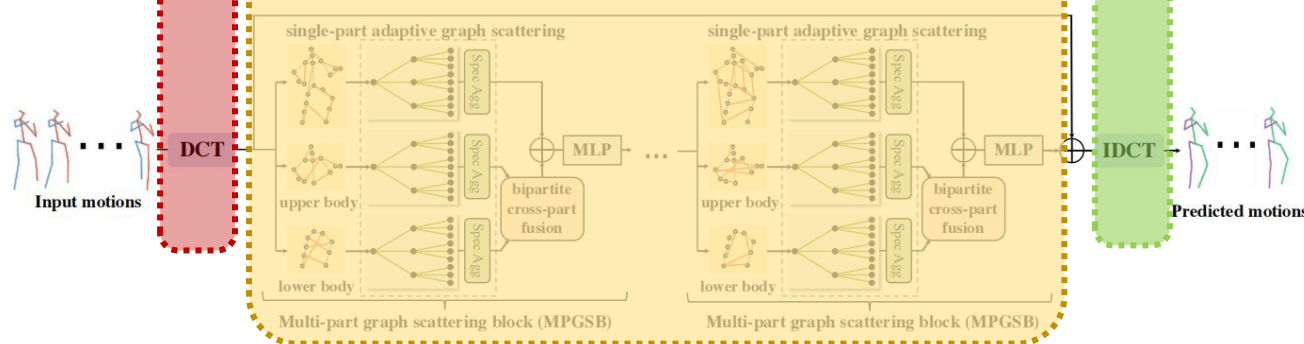 single-part adaptive graph scattering
single-part adaptive graph scattering
Spec Agg
Spec Agg
DCT
Spec Agg
MLP
...
Spec Agg
MLP
IDCT
Input motions
upper body
bipartite
cross-part
fusion
upper body
bipartite
cross-part
fusion
Predicted motions
Spec Agg
Spec Agg
lower body
lower body
Multi-part graph scattering block (MPGSB)
Multi-part graph scattering block (MPGSB)